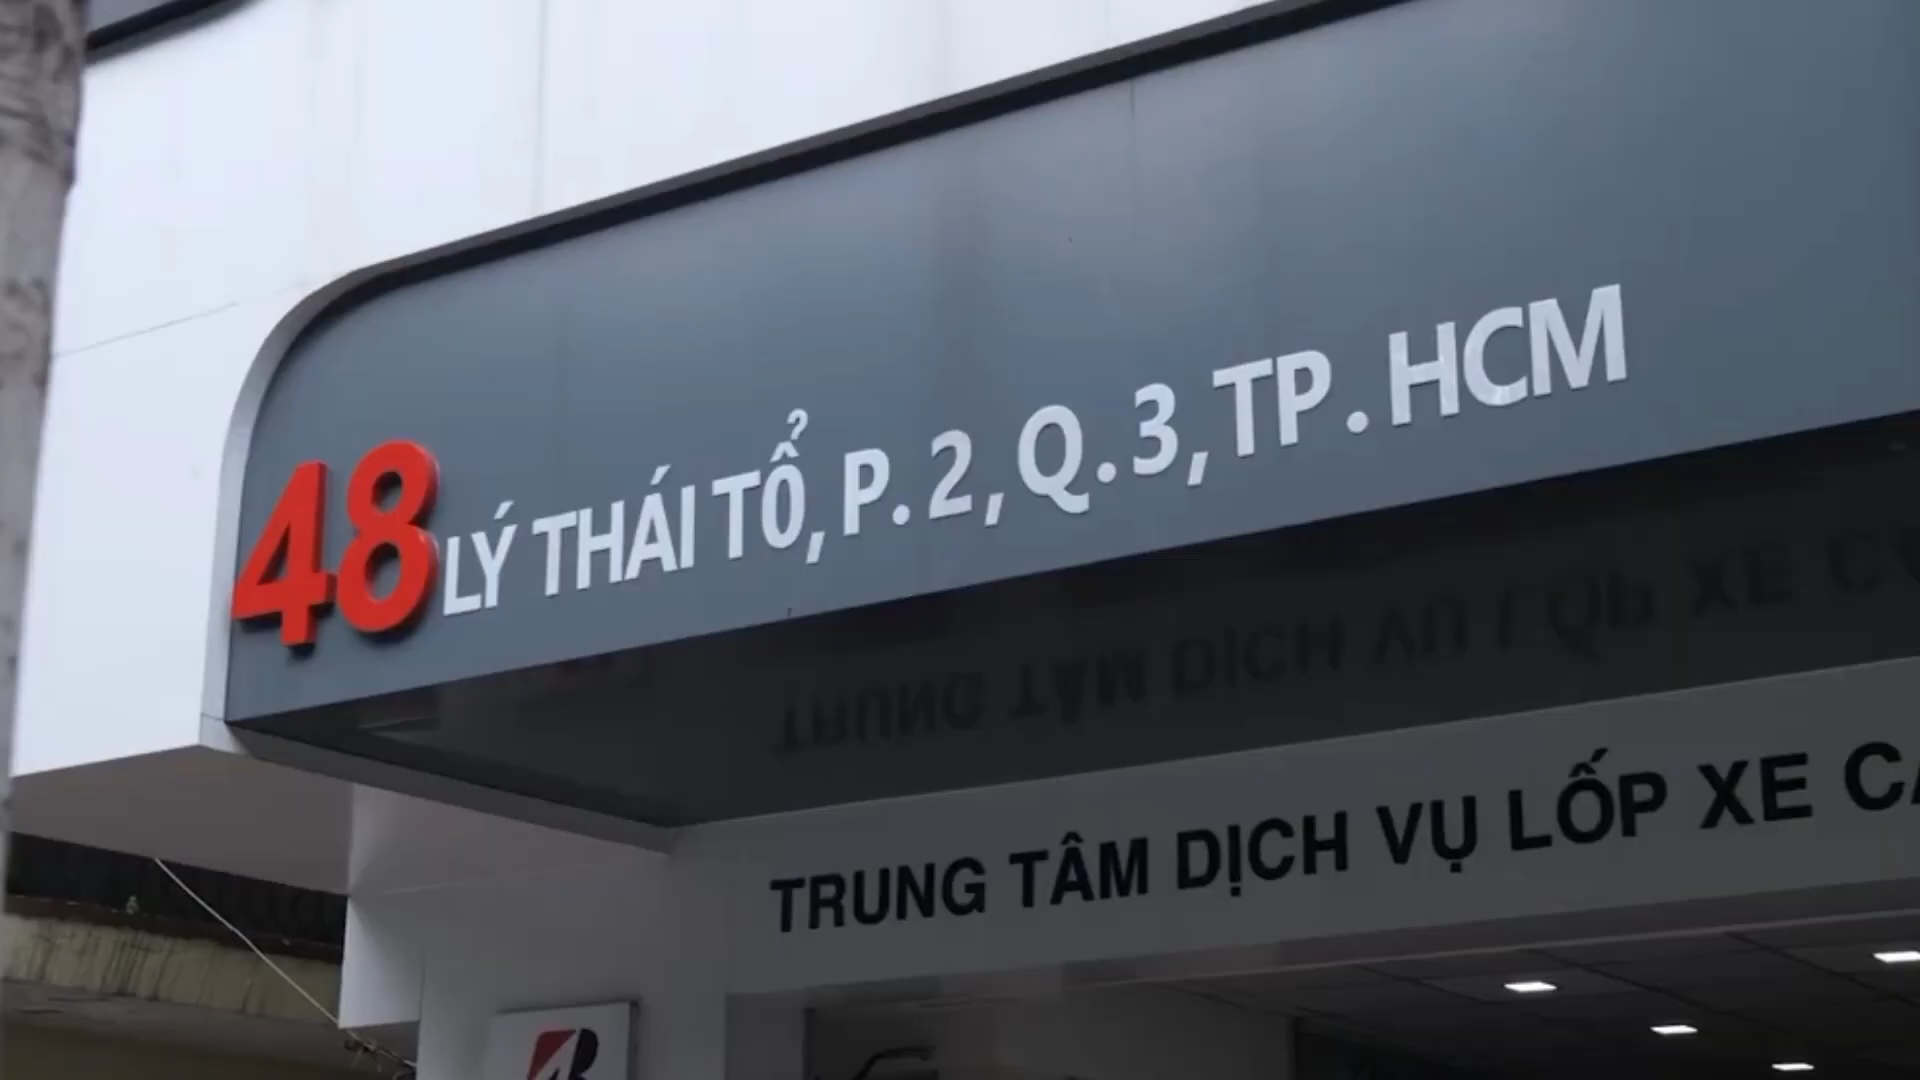 48 LÝ THÁI TỔ, P. 2, Q. 3, TP. HCM
TRUNG TÂM DỊCH VỤ LỐP XE